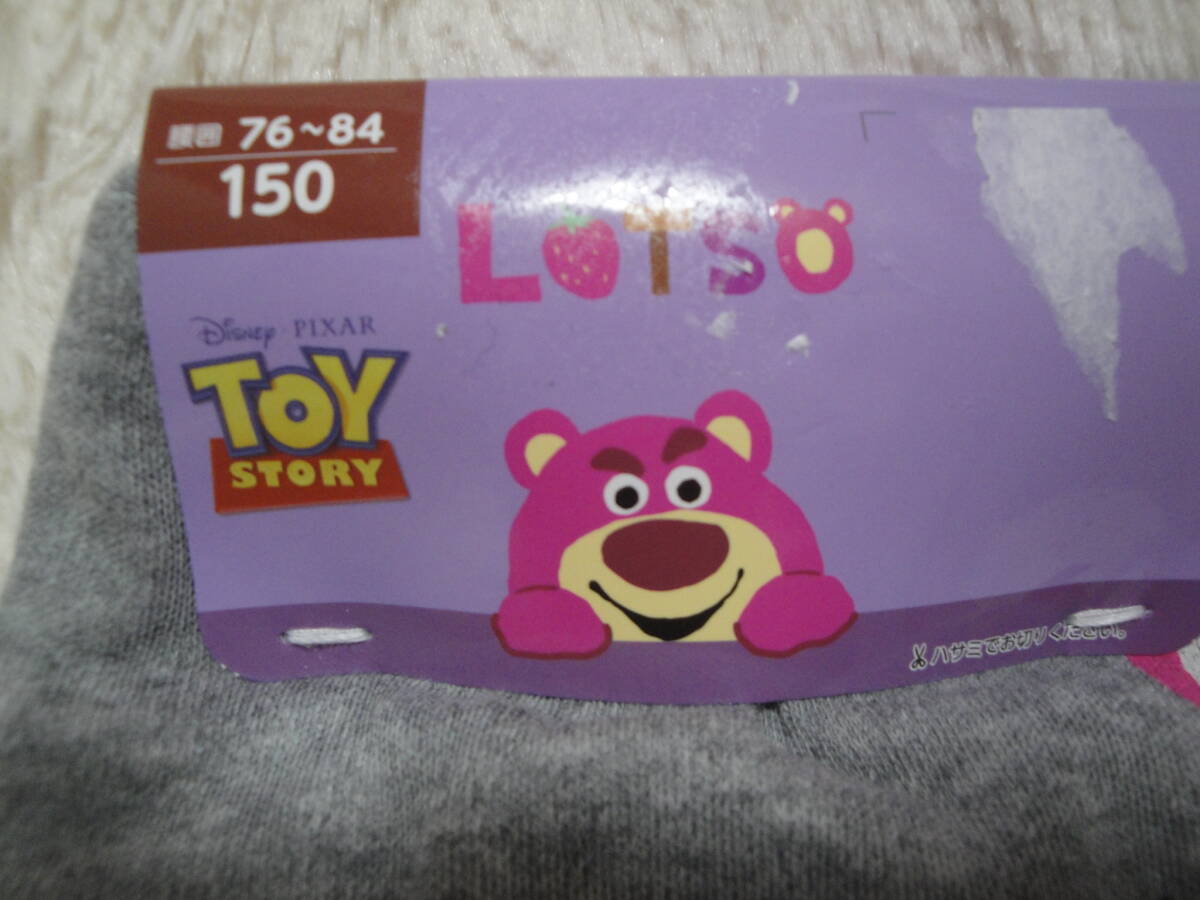 腰囲 76~84
150
LOTSO
Disney PIXAR
TOY
STORY
ハサミでお切りください。